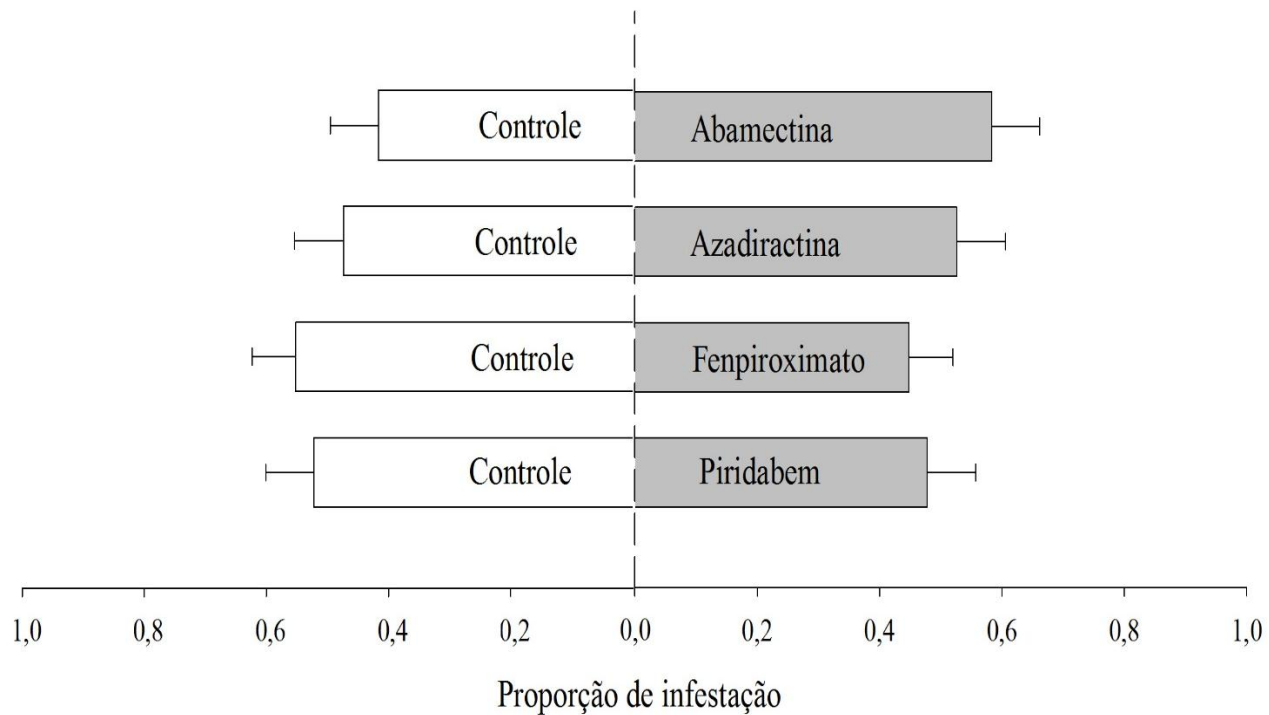 Controle Abamectina
Controle Azadiractina
Controle Fenpiroximato
Controle Piridabem
1,0 0,8 0,6 0,4 0,2 0,0 0,2 0,4 0,6 0,8 1,0
Proporção de infestação